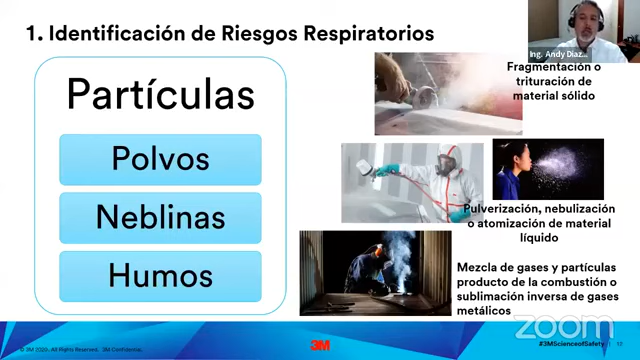 1. Identificación de Riesgos Respiratorios
Ing. Andy Diaz...
Partículas
Polvos
Neblinas
Humos
Fragmentación o
trituración de
material sólido
Pulverización, nebulización
o atomización de material
líquido
Mezcla de gases y partículas
producto de la combustión o
sublimación inversa de gases
metálicos
zoom
© 3M 2020. All Rights Reserved. 3M Confidential.
3M
#3MScienceofSafety